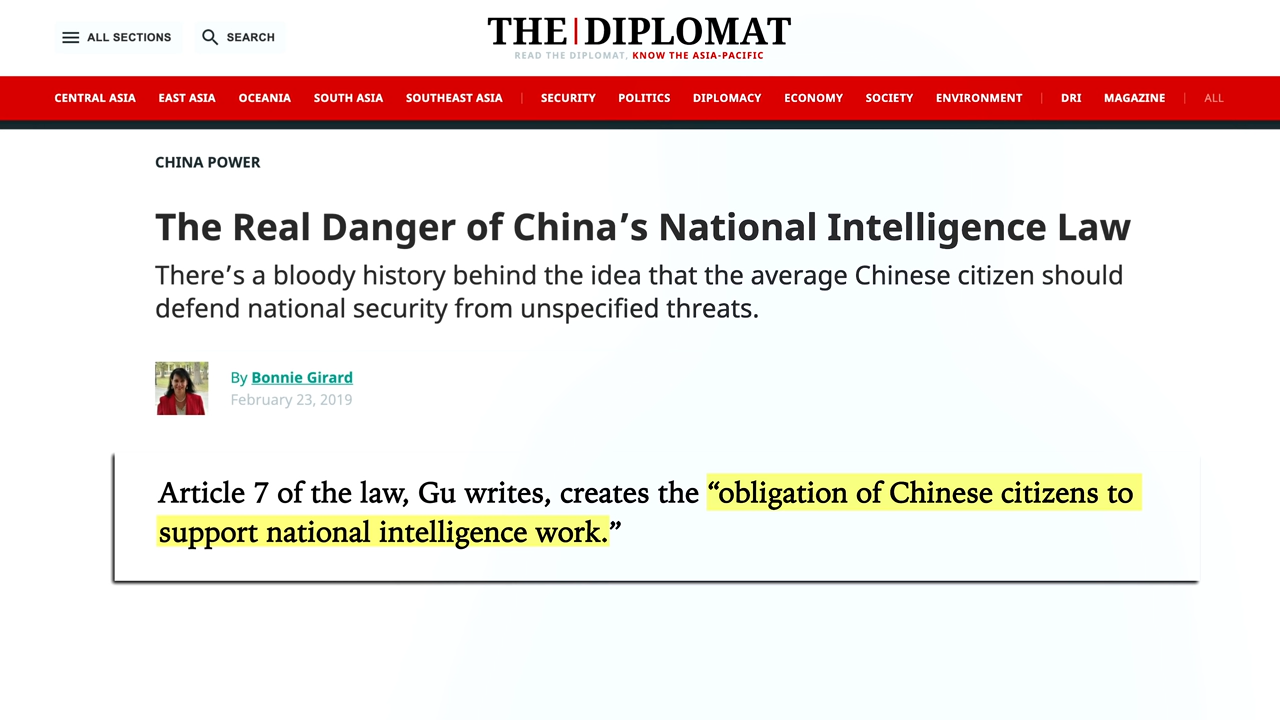 ALL SECTIONS
SEARCH
THE|DIPLOMAT
READ THE DIPLOMAT, KNOW THE ASIA-PACIFIC
CENTRAL ASIA EAST ASIA OCEANIA SOUTH ASIA SOUTHEAST ASIA | SECURITY POLITICS DIPLOMACY ECONOMY SOCIETY ENVIRONMENT | DRI MAGAZINE | ALL
CHINA POWER
The Real Danger of China’s National Intelligence Law
There’s a bloody history behind the idea that the average Chinese citizen should
defend national security from unspecified threats.
By Bonnie Girard
February 23, 2019
Article 7 of the law, Gu writes, creates the “obligation of Chinese citizens to
support national intelligence work.”